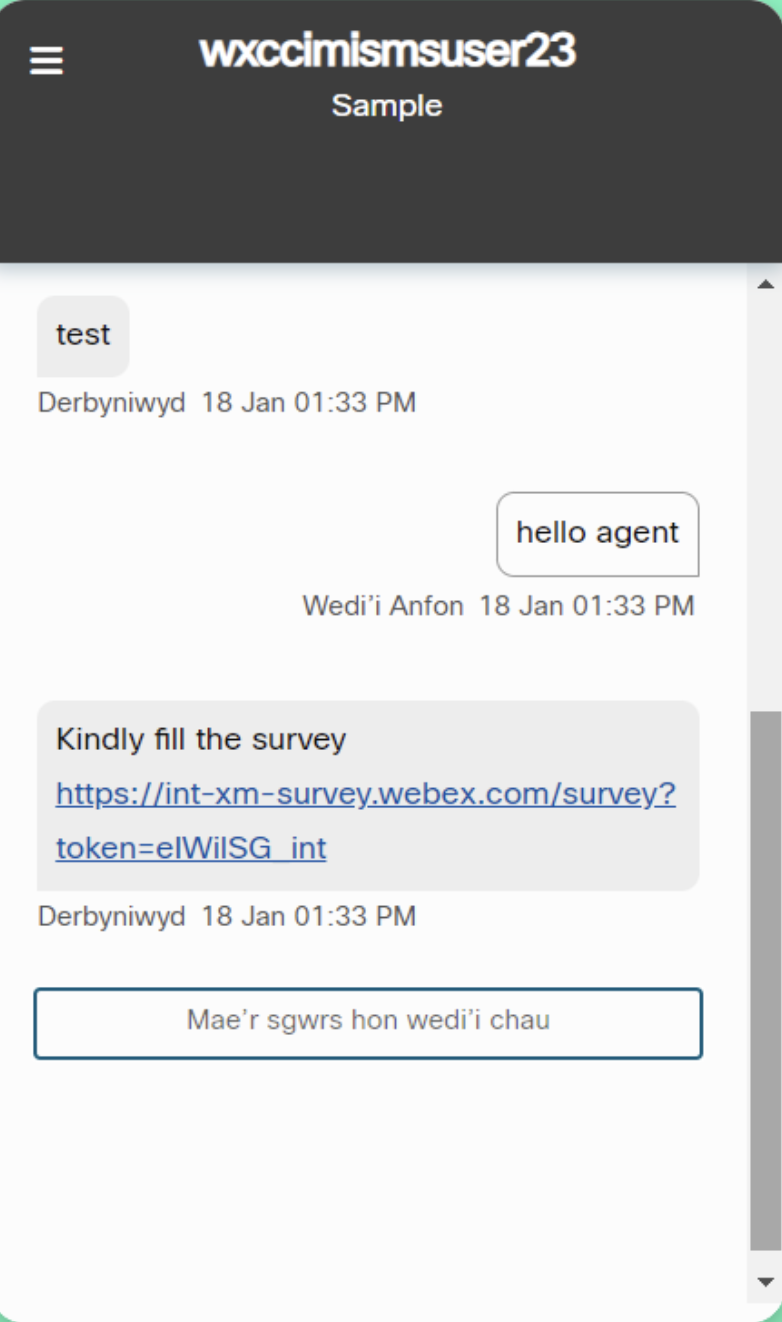 wxccimismsuser23
Sample
test
Derbyniwyd 18 Jan 01:33 PM
hello agent
Wedi’i Anfon 18 Jan 01:33 PM
Kindly fill the survey
https://int-xm-survey.webex.com/survey?
token=eIWilSG_int
Derbyniwyd 18 Jan 01:33 PM
Mae’r sgwrs hon wedi’i chau